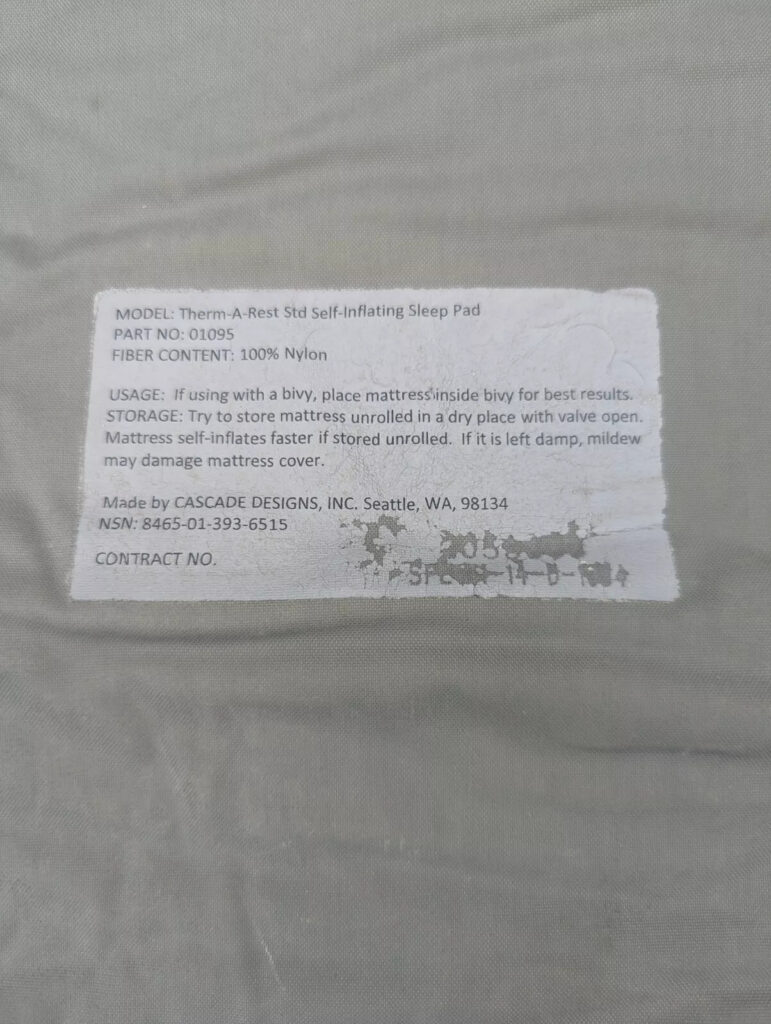 MODEL: Therm-A-Rest Std Self-Inflating Sleep Pad
PART NO: 01095
FIBER CONTENT: 100% Nylon
USAGE: If using with a bivy, place mattress inside bivy for best results.
STORAGE: Try to store mattress unrolled in a dry place with valve open.
Mattress self-inflates faster if stored unrolled. If it is left damp, mildew
may damage mattress cover.
Made by CASCADE DESIGNS, INC. Seattle, WA, 98134
NSN: 8465-01-393-6515
CONTRACT NO.